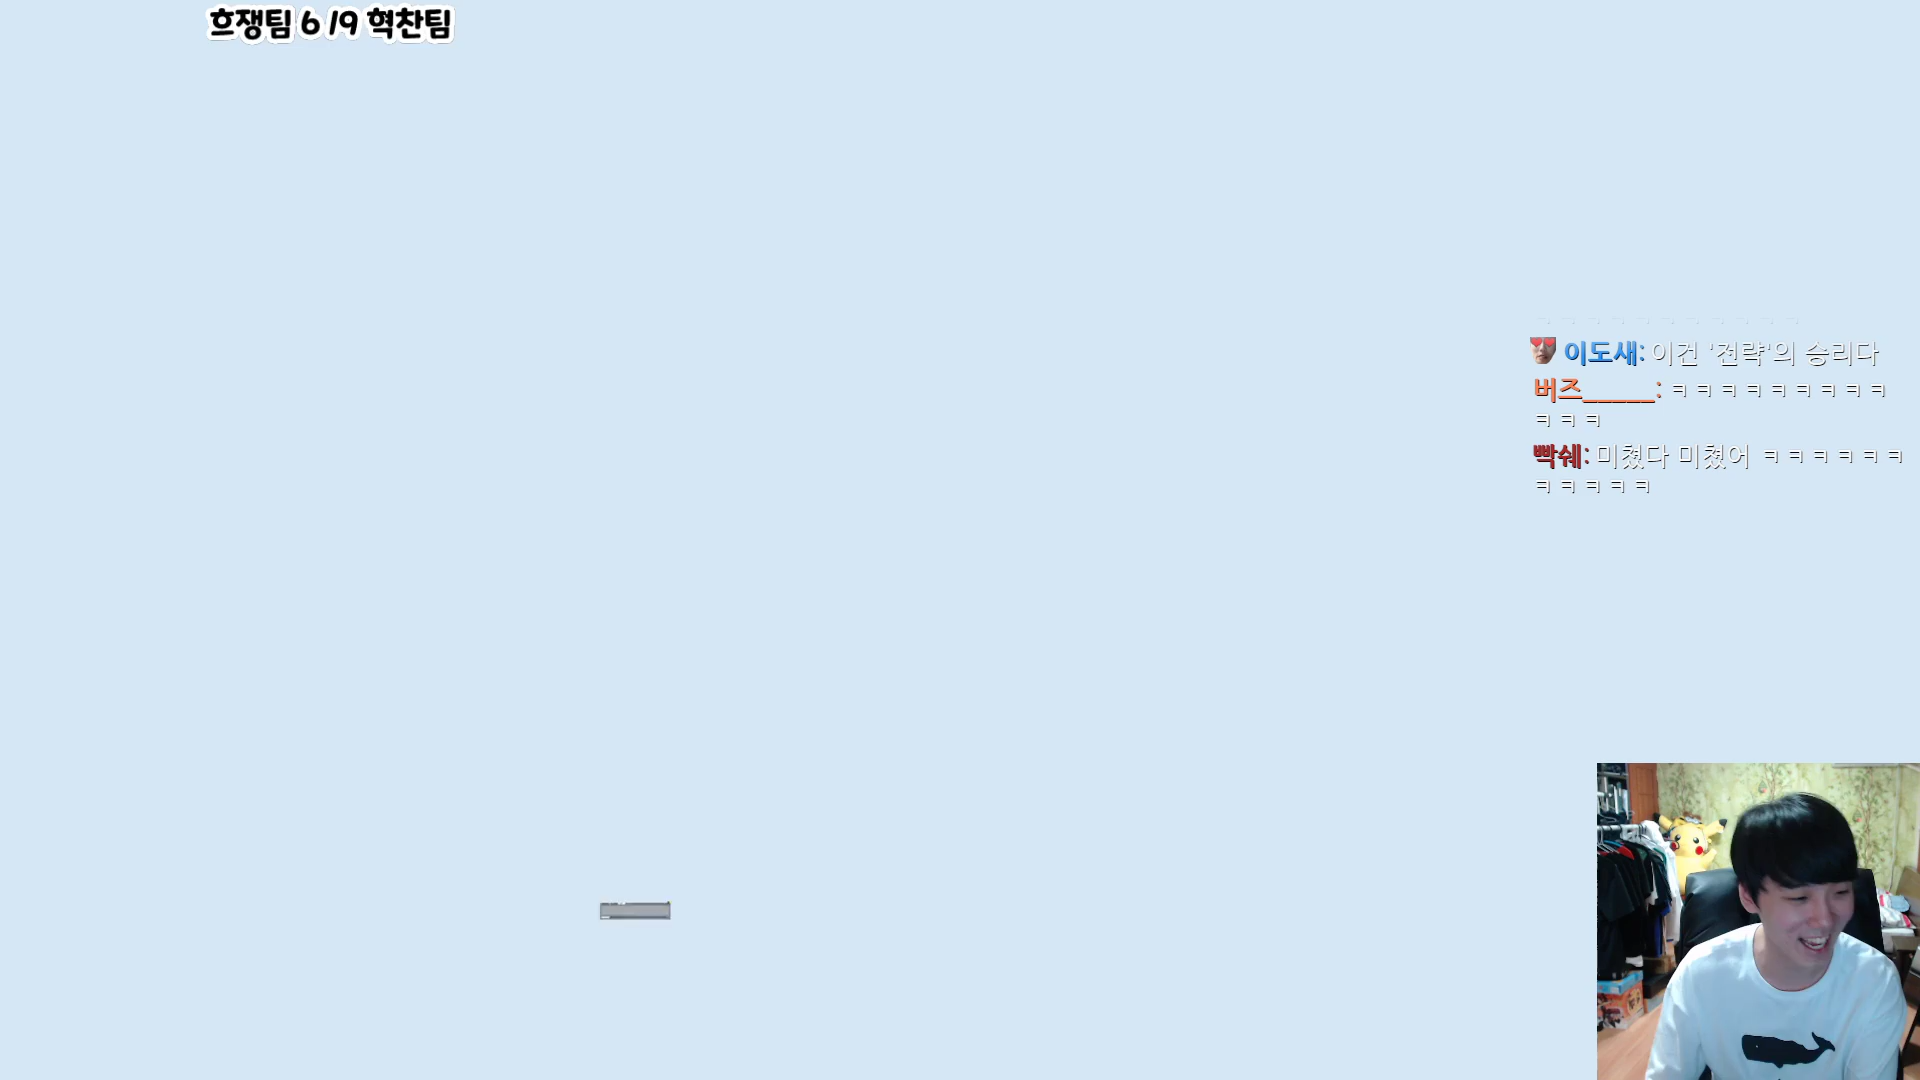 흐쟁팀 6 / 9 혁찬팀
이도새: 이건 '전략'의 승리다
버즈_____: ㅋㅋㅋㅋㅋㅋㅋㅋㅋ
ㅋㅋㅋ
빡쉐: 미쳤다 미쳤어 ㅋㅋㅋㅋㅋㅋ
ㅋㅋㅋㅋㅋ